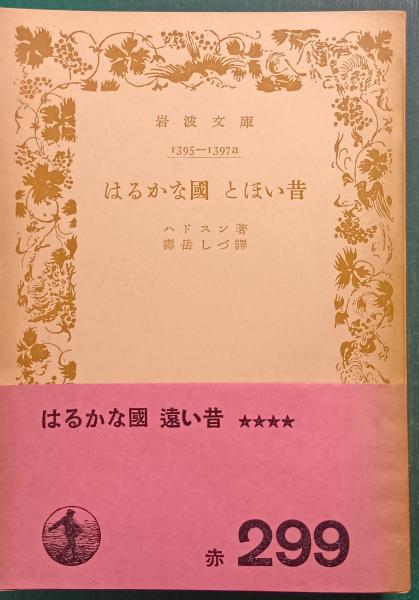 岩波文庫
1395—1397a
はるかな國 とほい昔
ハドスン著
壽岳しづ譯
はるかな國 遠い昔 ★★★★
赤 299